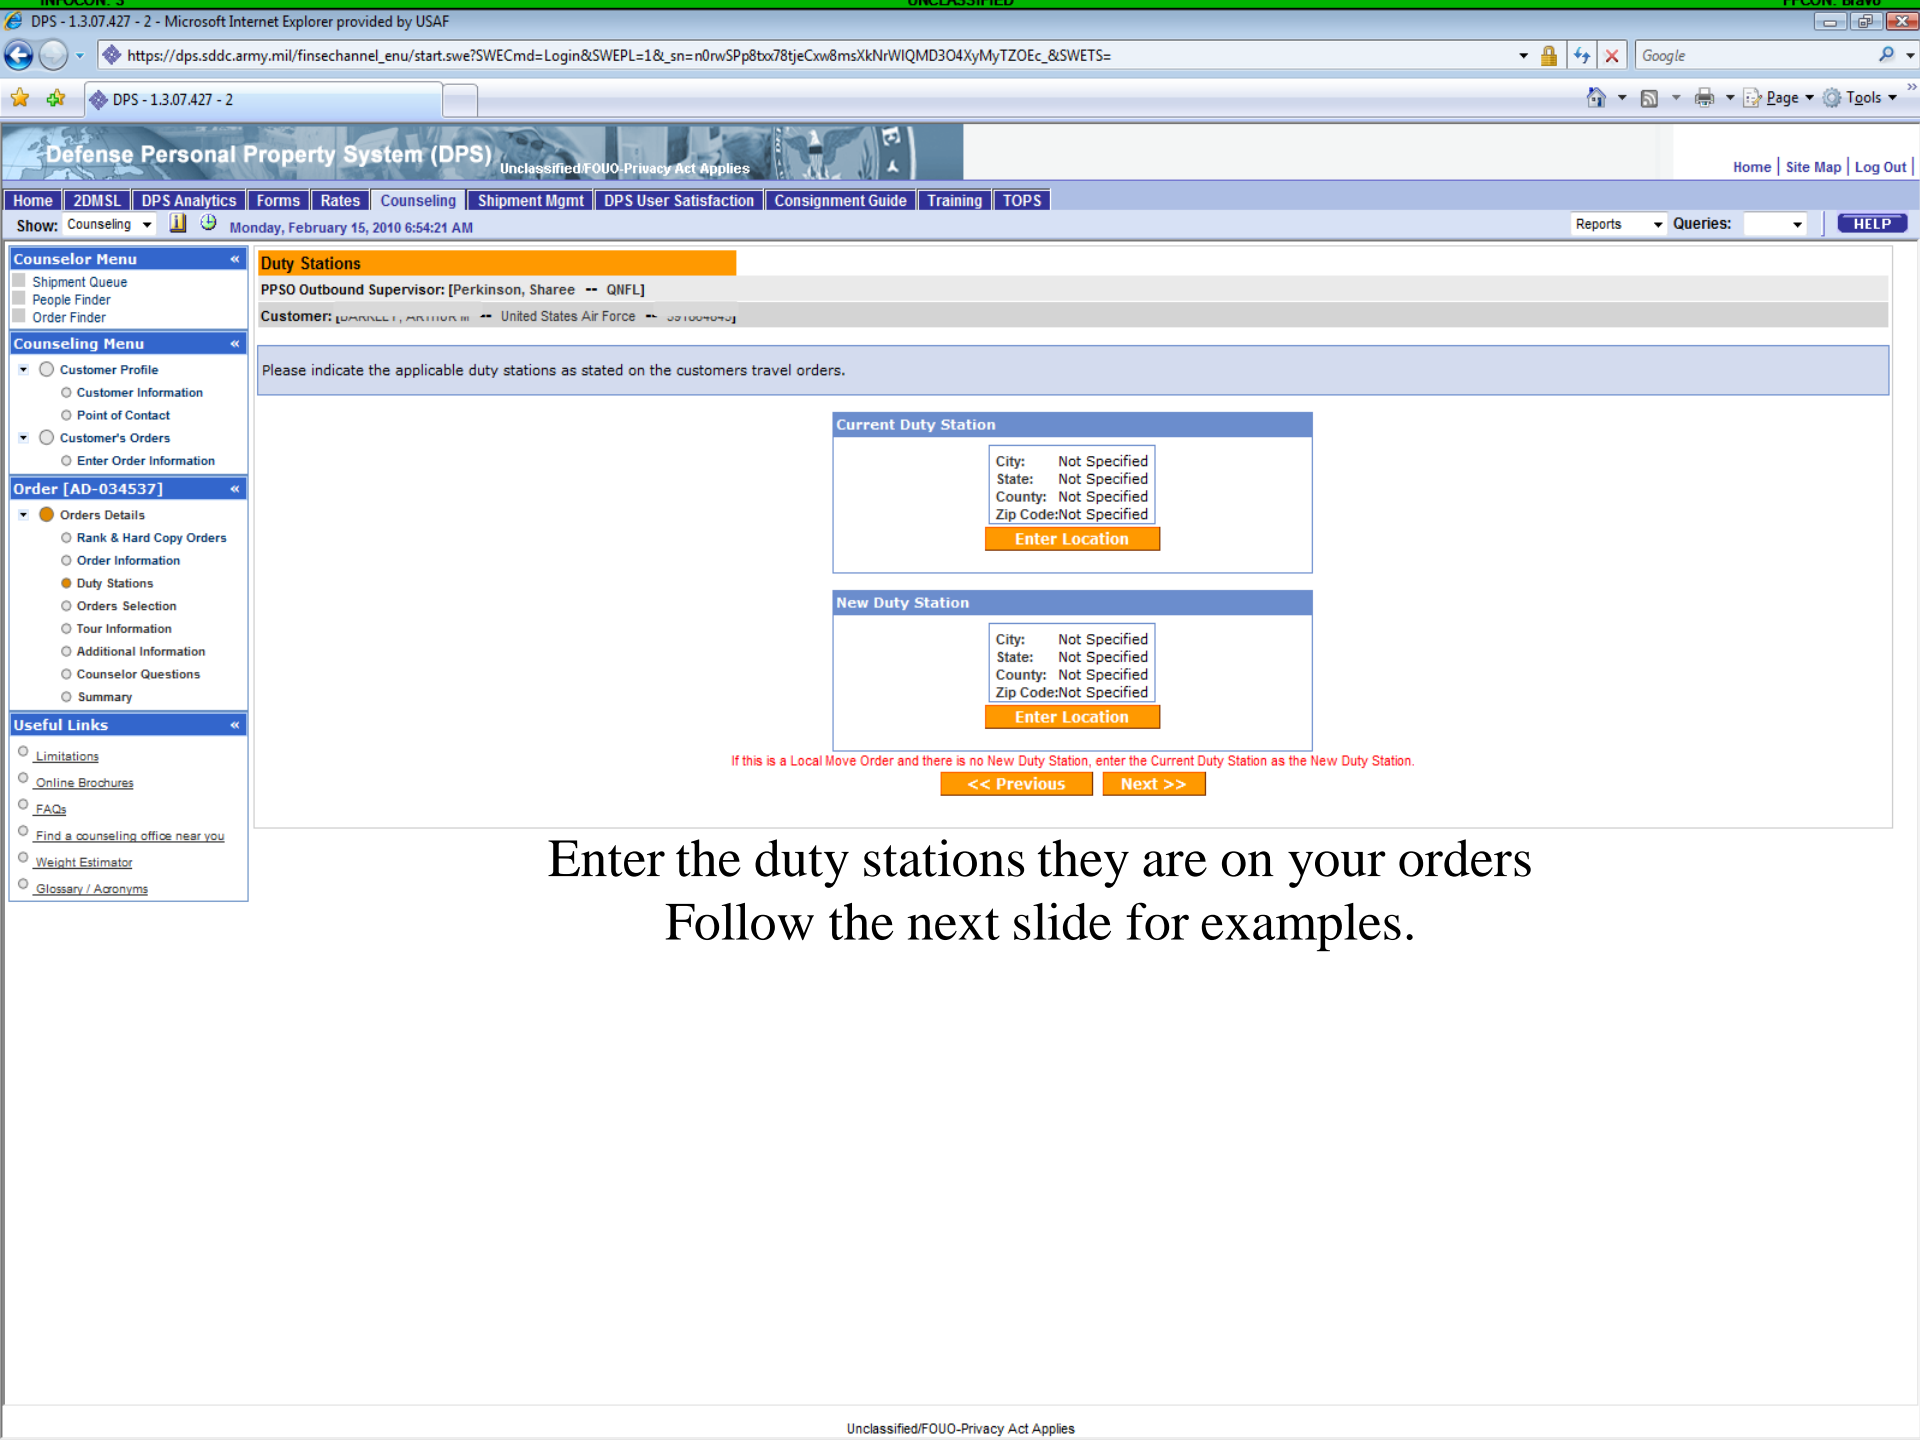 INFOCON: 3 UNCLASSIFIED FPCON: Bravo
DPS - 1.3.07.427 - 2 - Microsoft Internet Explorer provided by USAF
https://dps.sddc.army.mil/finsechannel_enu/start.swe?SWECmd=Login&SWEPL=1&_sn=n0rwSPp8txx78tjeCxw8msXkNrWIQMD3O4XyMyTZOEc_&SWETS=
Google
DPS - 1.3.07.427 - 2
Page Tools
Defense Personal Property System (DPS) Unclassified/FOUO-Privacy Act Applies
Home | Site Map | Log Out |
Home 2DMSL DPS Analytics Forms Rates Counseling Shipment Mgmt DPS User Satisfaction Consignment Guide Training TOPS
Show: Counseling Monday, February 15, 2010 6:54:21 AM Reports Queries: HELP
Counselor Menu «
Shipment Queue
People Finder
Order Finder
Counseling Menu «
Customer Profile
Customer Information
Point of Contact
Customer's Orders
Enter Order Information
Order [AD-034537] «
Orders Details
Rank & Hard Copy Orders
Order Information
Duty Stations
Orders Selection
Tour Information
Additional Information
Counselor Questions
Summary
Useful Links «
Limitations
Online Brochures
FAQs
Find a counseling office near you
Weight Estimator
Glossary / Acronyms
Duty Stations
PPSO Outbound Supervisor: [Perkinson, Sharee -- QNFL]
Customer: [ -- United States Air Force -- ]
Please indicate the applicable duty stations as stated on the customers travel orders.
Current Duty Station
City: Not Specified
State: Not Specified
County: Not Specified
Zip Code:Not Specified
Enter Location
New Duty Station
City: Not Specified
State: Not Specified
County: Not Specified
Zip Code:Not Specified
Enter Location
If this is a Local Move Order and there is no New Duty Station, enter the Current Duty Station as the New Duty Station.
<< Previous Next >>
Enter the duty stations they are on your orders
Follow the next slide for examples.
Unclassified/FOUO-Privacy Act Applies